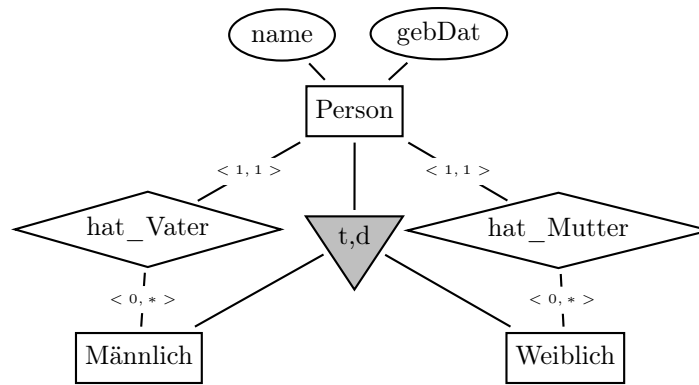 name
gebDat
Person
< 1, 1 >
< 1, 1 >
hat_Vater
t,d
hat_Mutter
< 0, * >
< 0, * >
Männlich
Weiblich